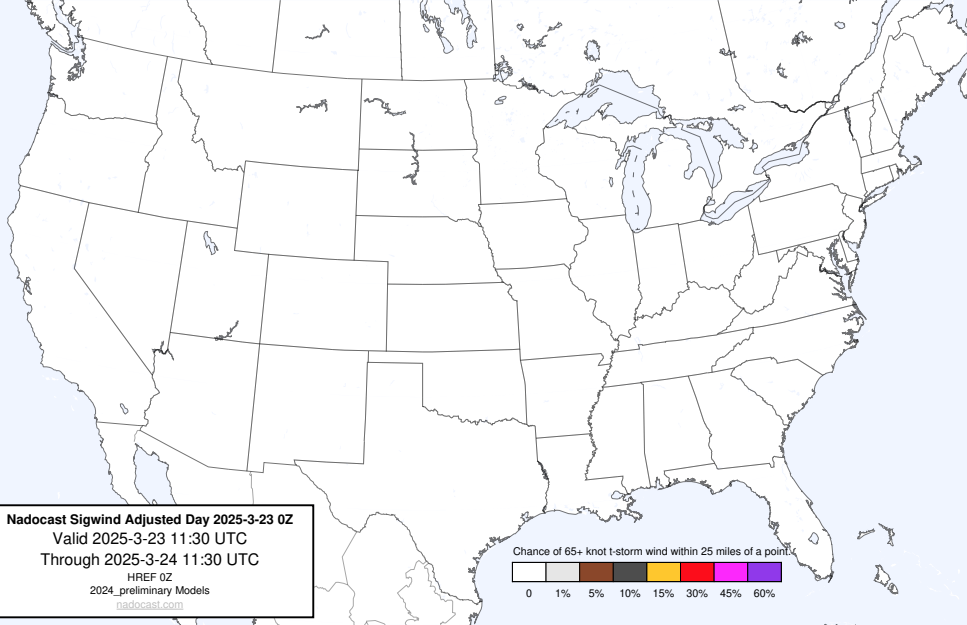 Nadocast Sigwind Adjusted Day 2025-3-23 0Z
Valid 2025-3-23 11:30 UTC
Through 2025-3-24 11:30 UTC
HREF 0Z
2024_preliminary Models
nadocast.com
Chance of 65+ knot t-storm wind within 25 miles of a point.
0 1% 5% 10% 15% 30% 45% 60%